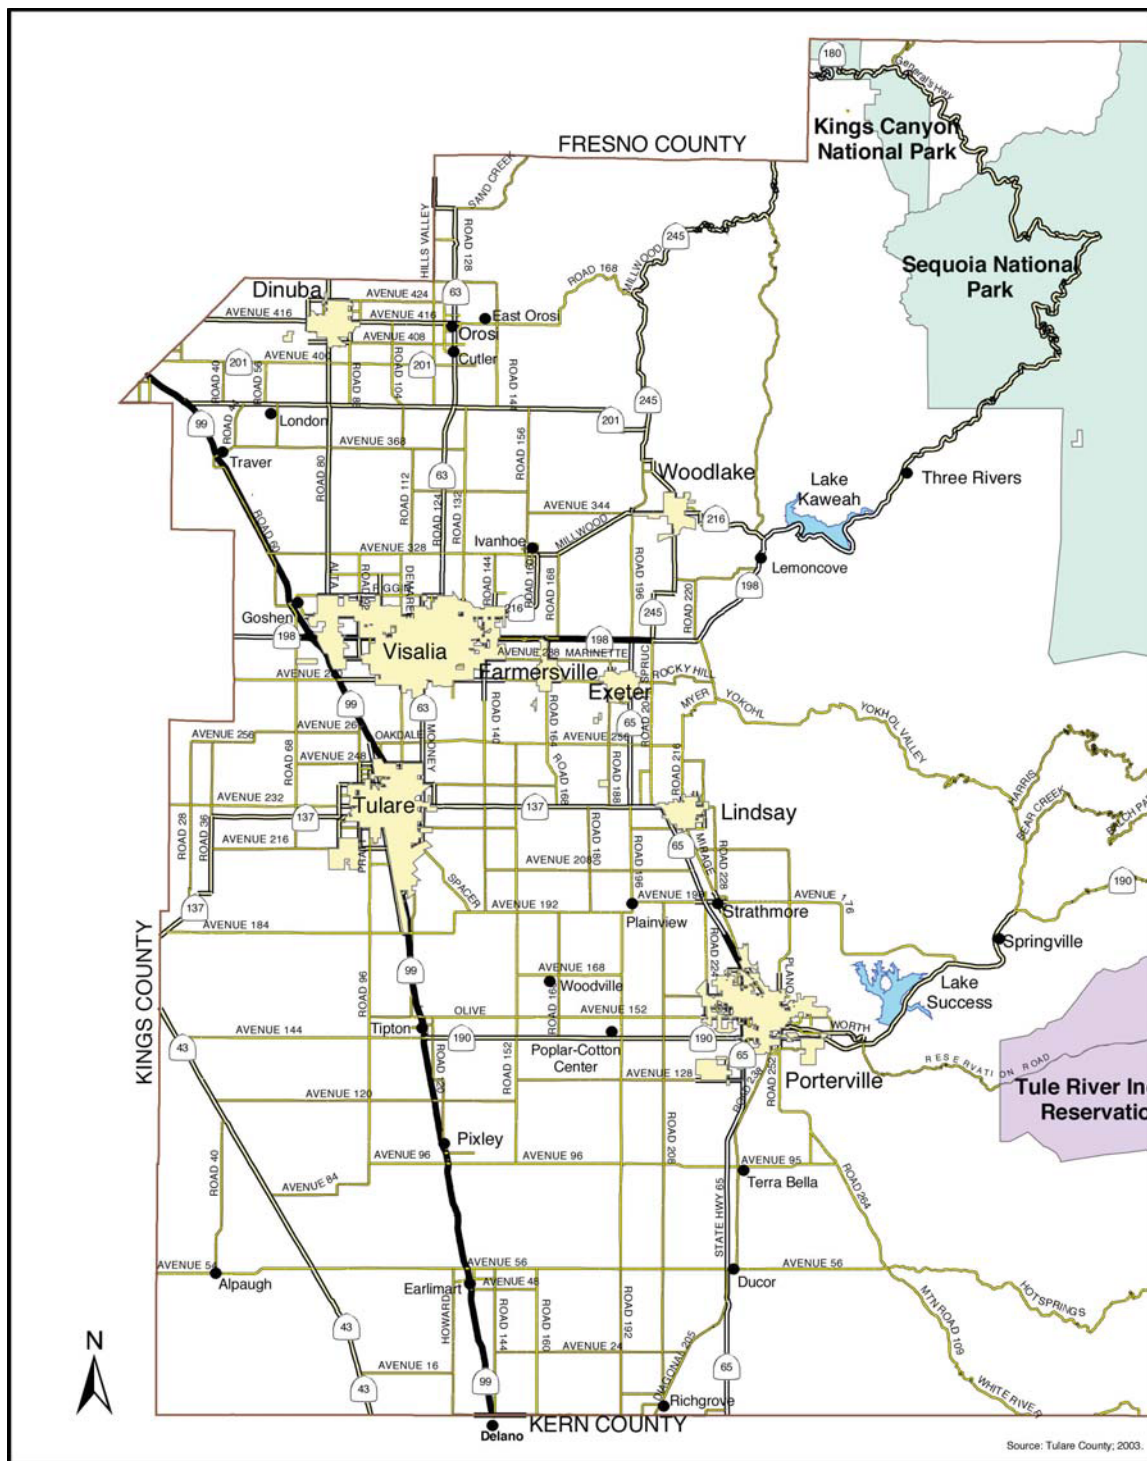 180
General's Hwy
Kings Canyon
National Park
FRESNO COUNTY
SAND CREEK
HILLS VALLEY
ROAD 128
245
MILLWOOD
ROAD 168
Sequoia National
Park
Dinuba
AVENUE 424
63
AVENUE 416
AVENUE 416
East Orosi
Orosi
AVENUE 408
Cutler
AVENUE 400
201
201
ROAD 40
ROAD 56
ROAD 104
ROAD 144
245
99
London
201
ROAD 156
AVENUE 368
Traver
ROAD 80
ROAD 112
63
Woodlake
Lake
Kaweah
Three Rivers
ROAD 124
ROAD 132
AVENUE 344
216
ROAD 60
Ivanhoe
MILLWOOD
AVENUE 328
Lemoncove
ALTA
DEMAREE
ROAD 144
ROAD 168
ROAD 196
ROAD 220
198
Goshen
216
245
198
Visalia
198
AVENUE 288
MARINETTE
Farmersville
Exeter
ROCKY HILL
99
63
65
MYER
YOKOHL
YOKHOL VALLEY
AVENUE 256
OAKDALE
MOONEY
ROAD 140
ROAD 164
AVENUE 256
ROAD 68
AVENUE 248
ROAD 168
ROAD 188
ROAD 216
HARRIS
BEAR CREEK
AVENUE 232
Tulare
137
137
Lindsay
ROAD 28
ROAD 36
AVENUE 216
PRATT
65
MIRAGE
ROAD 228
ROAD 180
AVENUE 208
ROAD 196
SPACER
190
137
AVENUE 192
AVENUE 184
Plainview
Strathmore
AVENUE 176
Springville
KINGS COUNTY
99
ROAD 96
AVENUE 168
Woodville
ROAD 224
PLANO
Lake
Success
OLIVE
AVENUE 152
AVENUE 144
Tipton
190
190
WORTH
43
Poplar-Cotton
Center
65
RESERVATION ROAD
ROAD 152
AVENUE 128
Porterville
ROAD 252
Tule River In
Reservatio
AVENUE 120
ROAD 208
Pixley
AVENUE 96
AVENUE 96
AVENUE 95
Terra Bella
ROAD 40
AVENUE 84
ROAD 264
STATE HWY 65
AVENUE 54
AVENUE 56
AVENUE 56
Alpaugh
Earlimart
AVENUE 48
Ducor
HOT SPRINGS
43
HOWARD
ROAD 144
ROAD 160
ROAD 192
MTN ROAD 109
N
AVENUE 24
DIAGONAL 205
AVENUE 16
65
43
99
Richgrove
WHITE RIVER
KERN COUNTY
Delano
Source: Tulare County; 2003.